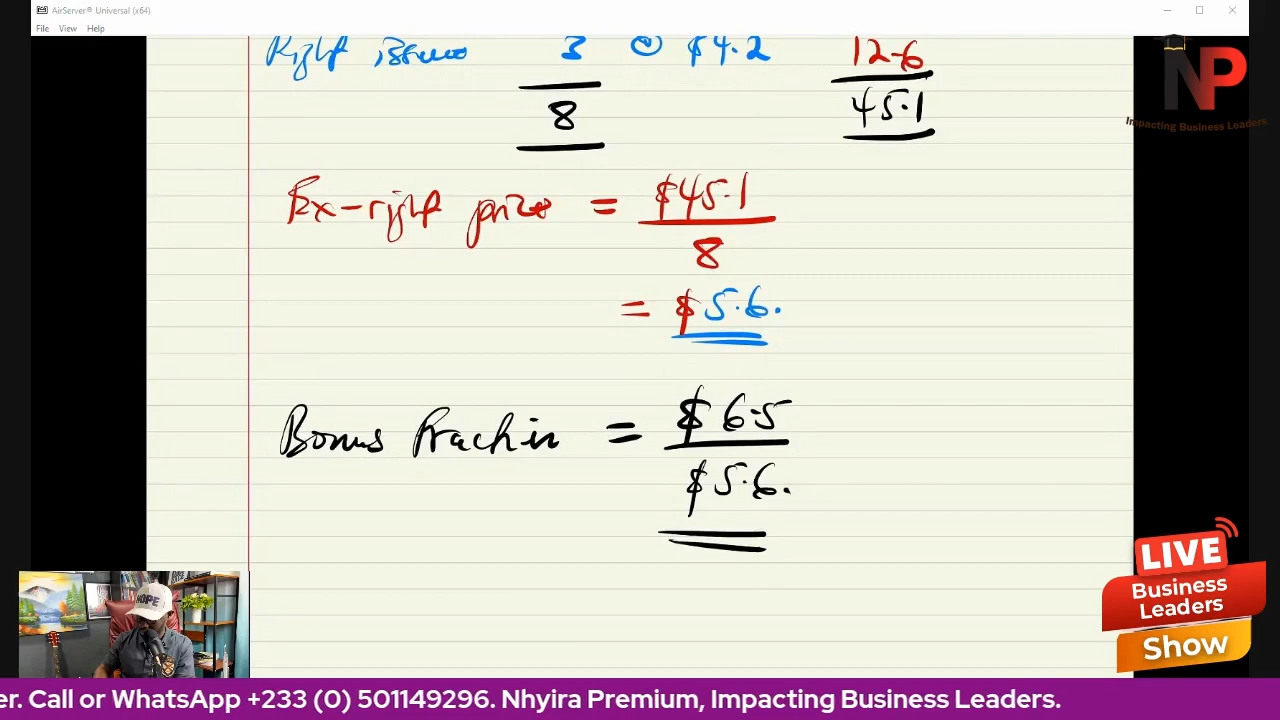 AirServer® Universal (x64)
File View Help
Right issue 3 @ $4.2 12.6
8 45.1
Ex-right price = $45.1
8
= $5.6.
Bonus Fraction = $6.5
$5.6.
NP
Impacting Business Leaders
HOPE
LIVE
Business
Leaders
Show
er. Call or WhatsApp +233 (0) 501149296. Nhyira Premium, Impacting Business Leaders.